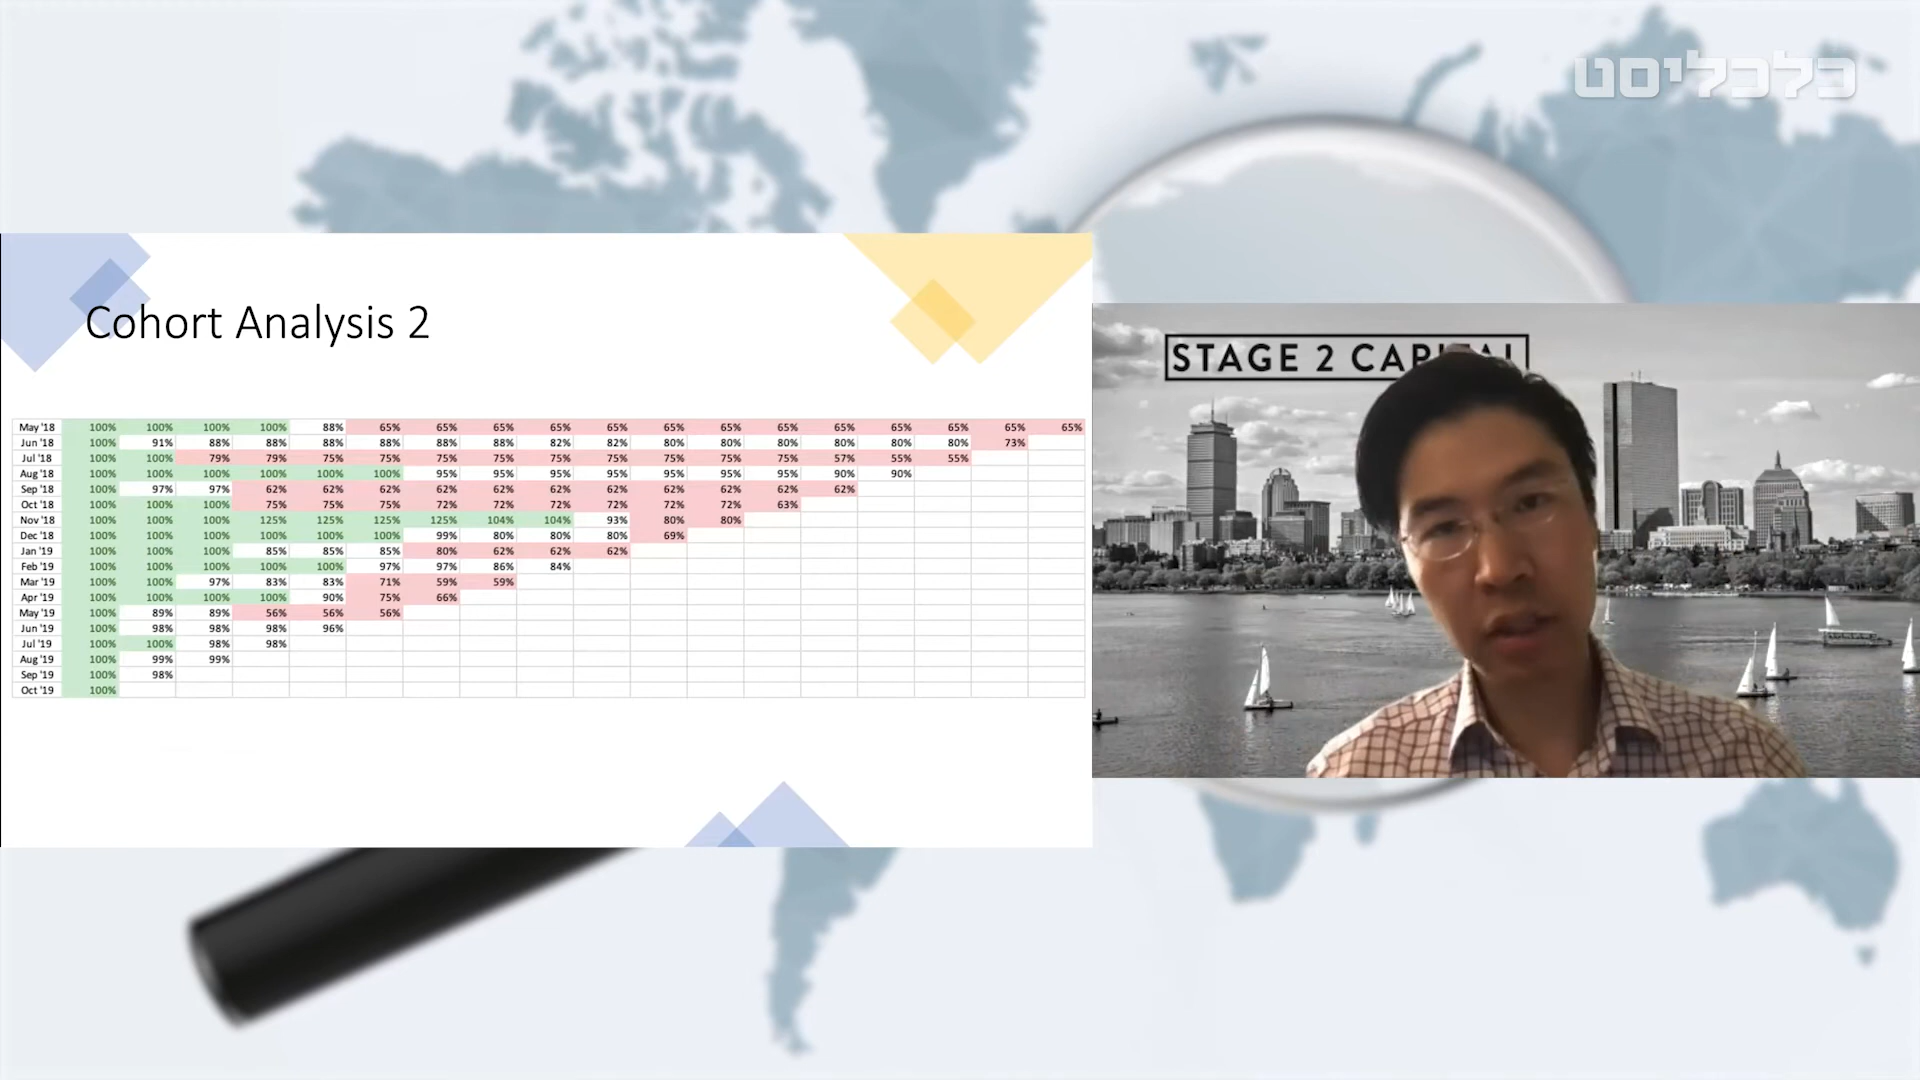 כלכליסט
Cohort Analysis 2
STAGE 2 CAP
May '18 100% 100% 100% 100% 88% 65% 65% 65% 65% 65% 65% 65% 65% 65% 65% 65% 65% 65%
Jun '18 100% 91% 88% 88% 88% 88% 88% 88% 82% 82% 80% 80% 80% 80% 80% 80% 73%
Jul '18 100% 100% 79% 79% 75% 75% 75% 75% 75% 75% 75% 75% 75% 57% 55% 55%
Aug '18 100% 100% 100% 100% 100% 100% 95% 95% 95% 95% 95% 95% 95% 90% 90%
Sep '18 100% 97% 97% 62% 62% 62% 62% 62% 62% 62% 62% 62% 62% 62%
Oct '18 100% 100% 100% 75% 75% 75% 72% 72% 72% 72% 72% 72% 63%
Nov '18 100% 100% 100% 125% 125% 125% 125% 104% 104% 93% 80% 80%
Dec '18 100% 100% 100% 100% 100% 100% 99% 80% 80% 80% 69%
Jan '19 100% 100% 100% 85% 85% 85% 80% 62% 62% 62%
Feb '19 100% 100% 100% 100% 100% 97% 97% 86% 84%
Mar '19 100% 100% 97% 83% 83% 71% 59% 59%
Apr '19 100% 100% 100% 100% 90% 75% 66%
May '19 100% 89% 89% 56% 56% 56%
Jun '19 100% 98% 98% 98% 96%
Jul '19 100% 100% 98% 98%
Aug '19 100% 99% 99%
Sep '19 100% 98%
Oct '19 100%